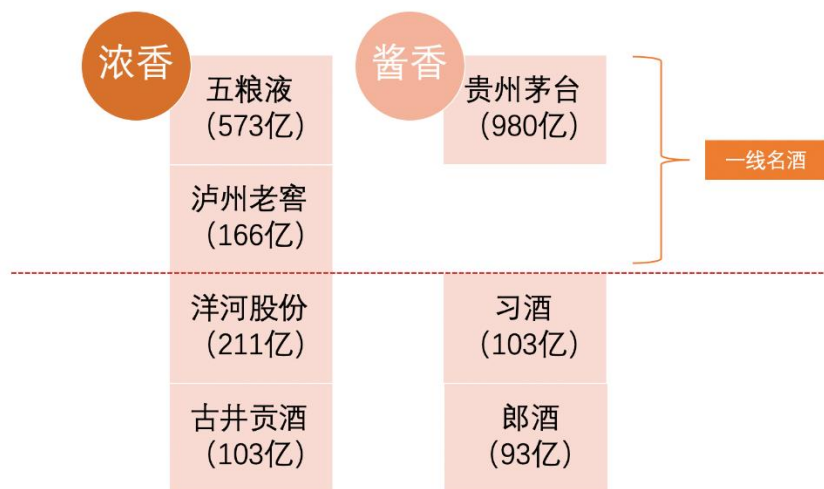 浓香
五粮液
（573亿）
泸州老窖
（166亿）
洋河股份
（211亿）
古井贡酒
（103亿）
酱香
贵州茅台
（980亿）
习酒
（103亿）
郎酒
（93亿）
一线名酒